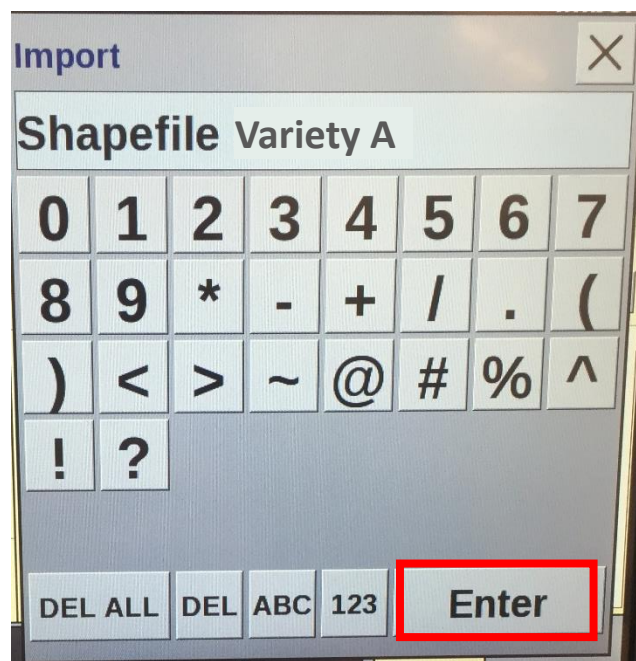 Import
Shapefile Variety A
0 1 2 3 4 5 6 7
8 9 * - + / . (
) < > ~ @ # % ^
! ?
DEL ALL DEL ABC 123 Enter